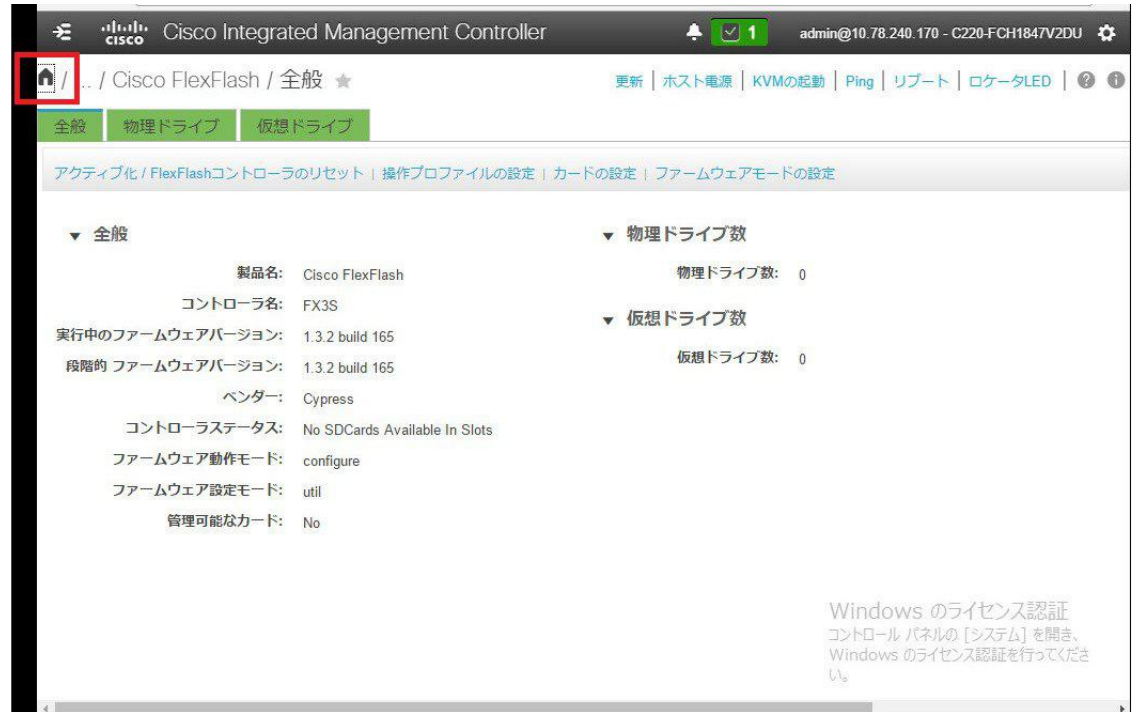 CISCO Cisco Integrated Management Controller 1 admin@10.78.240.170 - C220-FCH1847V2DU
/ ... / Cisco FlexFlash / 全般 ★ 更新 | ホスト電源 | KVMの起動 | Ping | リブート | ロケータLED | ? i
全般 物理ドライブ 仮想ドライブ
アクティブ化 / FlexFlashコントローラのリセット | 操作プロファイルの設定 | カードの設定 | ファームウェアモードの設定
▼ 全般
製品名: Cisco FlexFlash
コントローラ名: FX3S
実行中のファームウェアバージョン: 1.3.2 build 165
段階的 ファームウェアバージョン: 1.3.2 build 165
ベンダー: Cypress
コントローラステータス: No SDCards Available In Slots
ファームウェア動作モード: configure
ファームウェア設定モード: util
管理可能なカード: No
▼ 物理ドライブ数
物理ドライブ数: 0
▼ 仮想ドライブ数
仮想ドライブ数: 0
Windows のライセンス認証
コントロール パネルの [システム] を開き、
Windows のライセンス認証を行ってくださ
い。